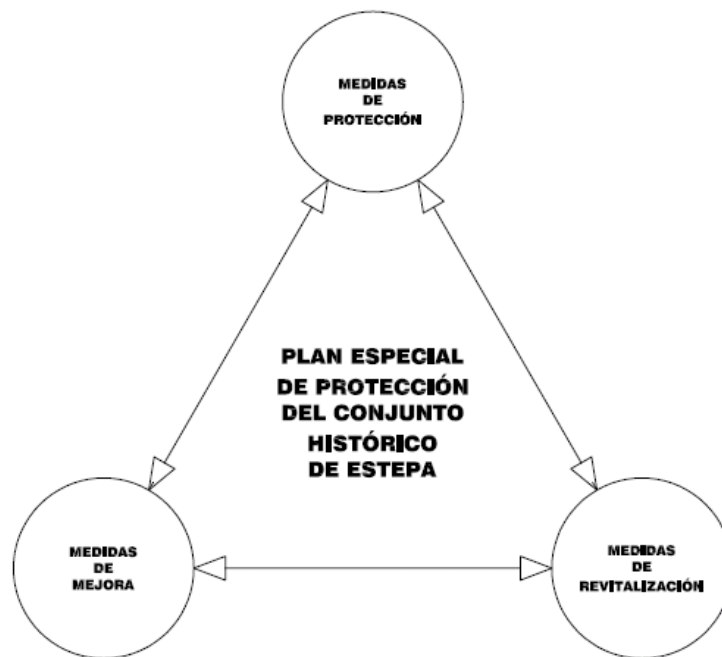 MEDIDAS
DE
PROTECCIÓN
PLAN ESPECIAL
DE PROTECCIÓN
DEL CONJUNTO
HISTÓRICO
DE ESTEPA
MEDIDAS
DE
MEJORA
MEDIDAS
DE
REVITALIZACIÓN